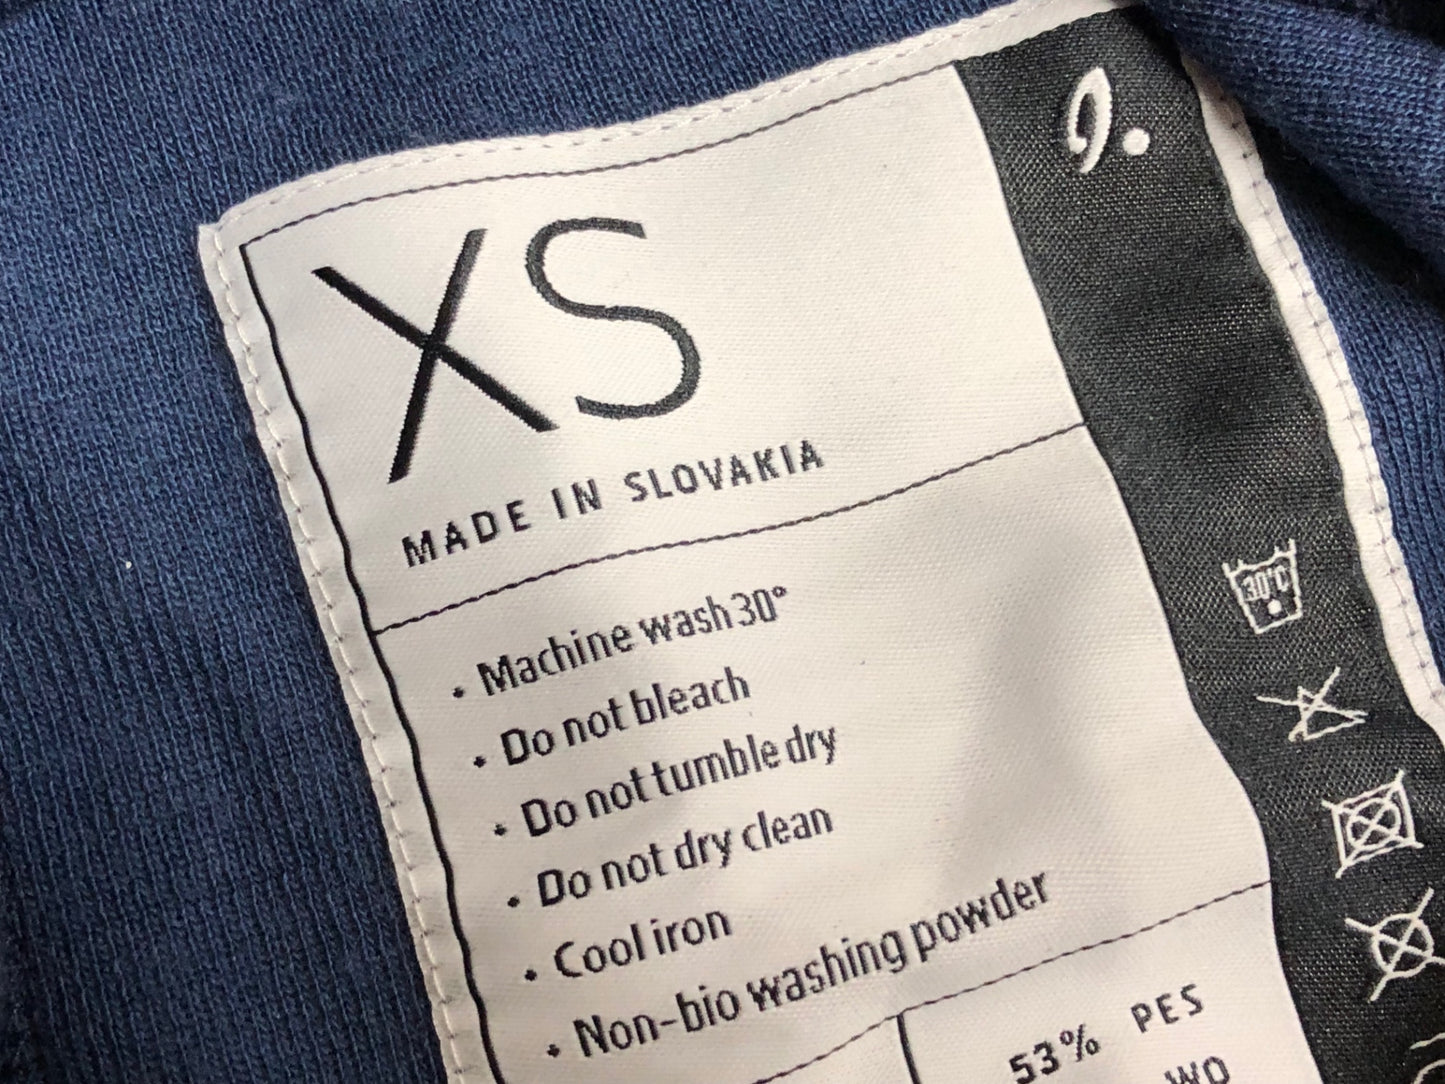 J.
XS
MADE IN SLOVAKIA
• Machine wash 30°
• Do not bleach
• Do not tumble dry
• Do not dry clean
• Cool iron
• Non-bio washing powder
30°C
53% PES
WO